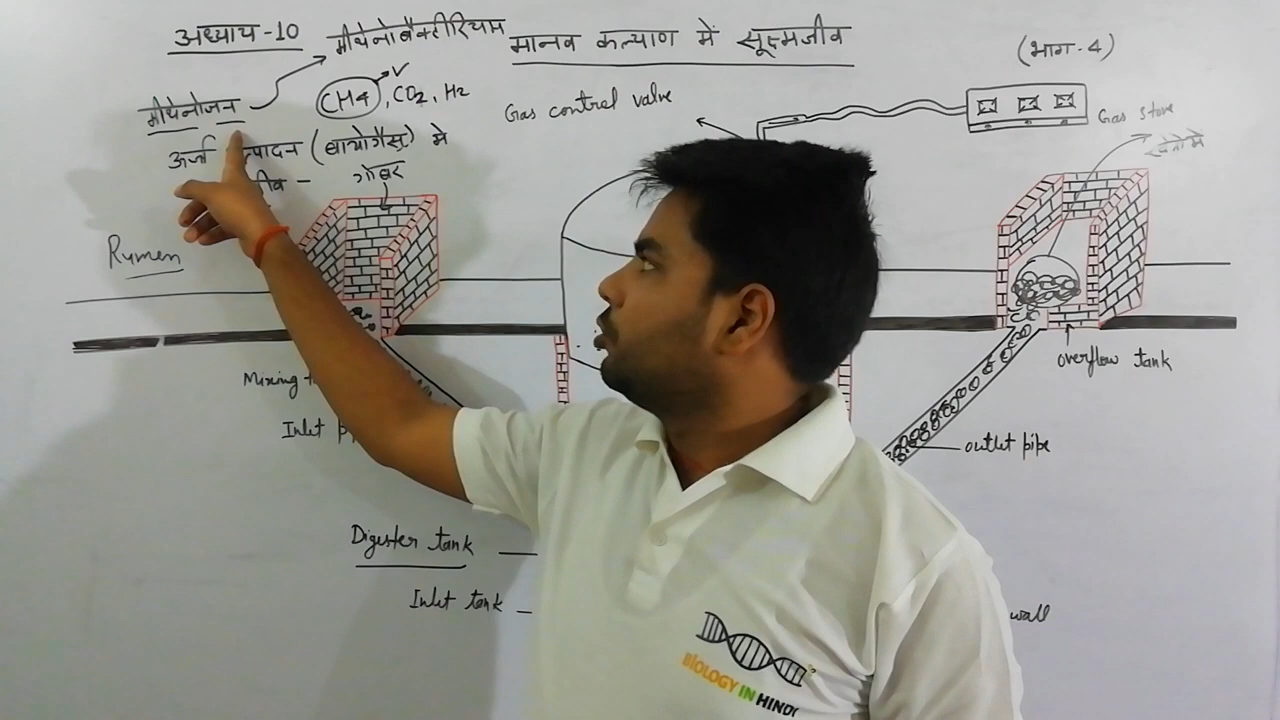 अध्याय-10
मीथेनोबैक्टीरियम
मानव कल्याण में सूक्ष्मजीव
(भाग-4)
मीथेनोजन
CH4, CO2, H2
ऊर्जा (बायोगैस) मे
गोबर
Gas control valve
Gas stove
खेतो मे
Rumen
Mixing
Inlet
overflow tank
outlet pipe
Digester tank
Inlet tank
wall
BIOLOGY IN HINDI